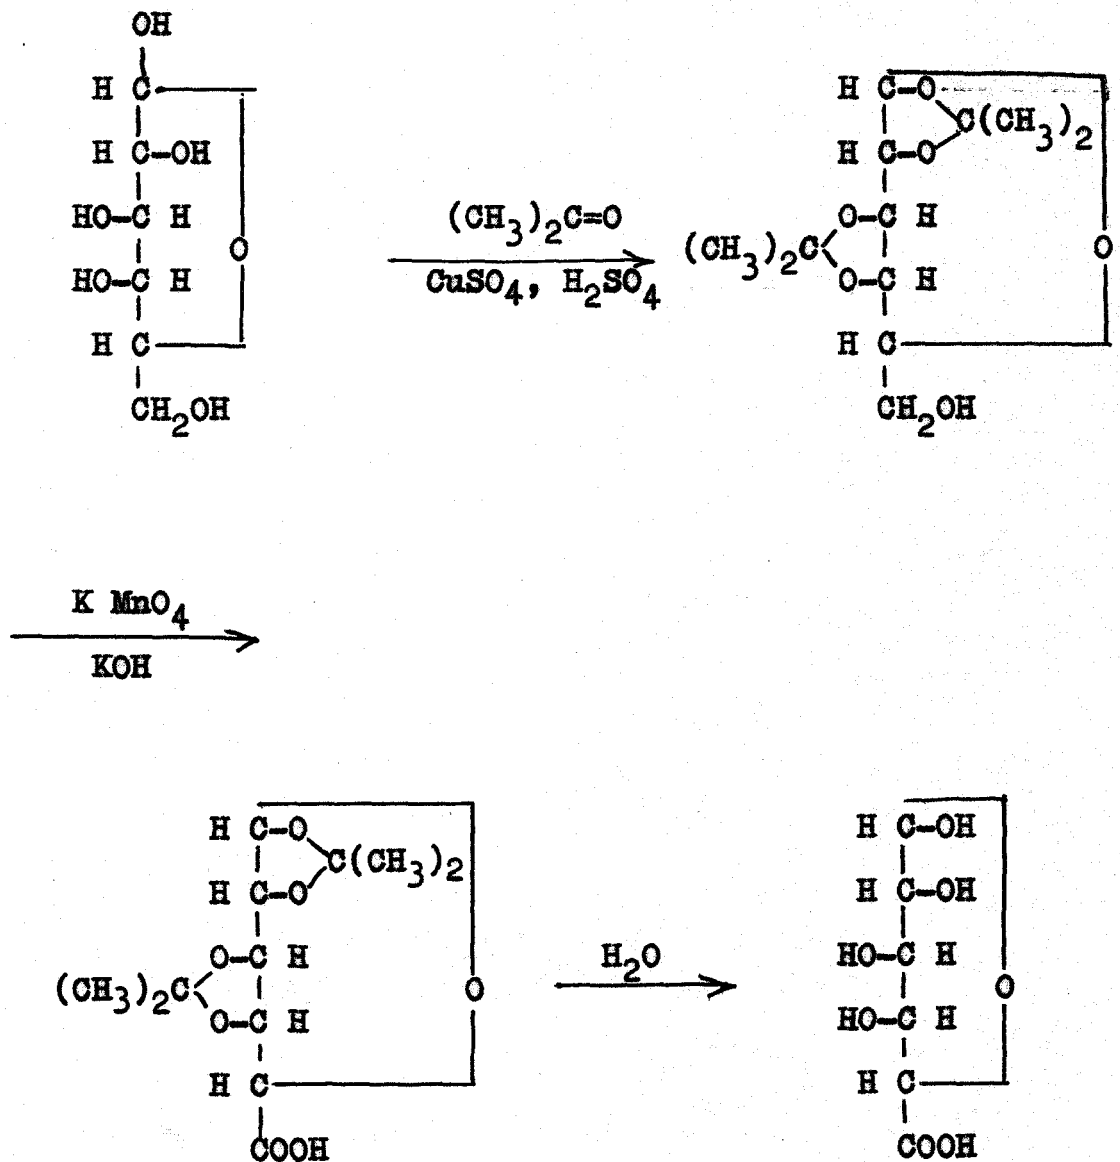 OH
H C
H C-OH
HO-C H
HO-C H
H C
CH2OH
O
(CH3)2C=O
CuSO4, H2SO4
H C-O
C(CH3)2
H C-O
O-C H
(CH3)2C
O-C H
H C
CH2OH
O
K MnO4
KOH
H C-O
C(CH3)2
H C-O
O-C H
(CH3)2C
O-C H
H C
COOH
O
H2O
H C-OH
H C-OH
HO-C H
HO-C H
H C
COOH
O